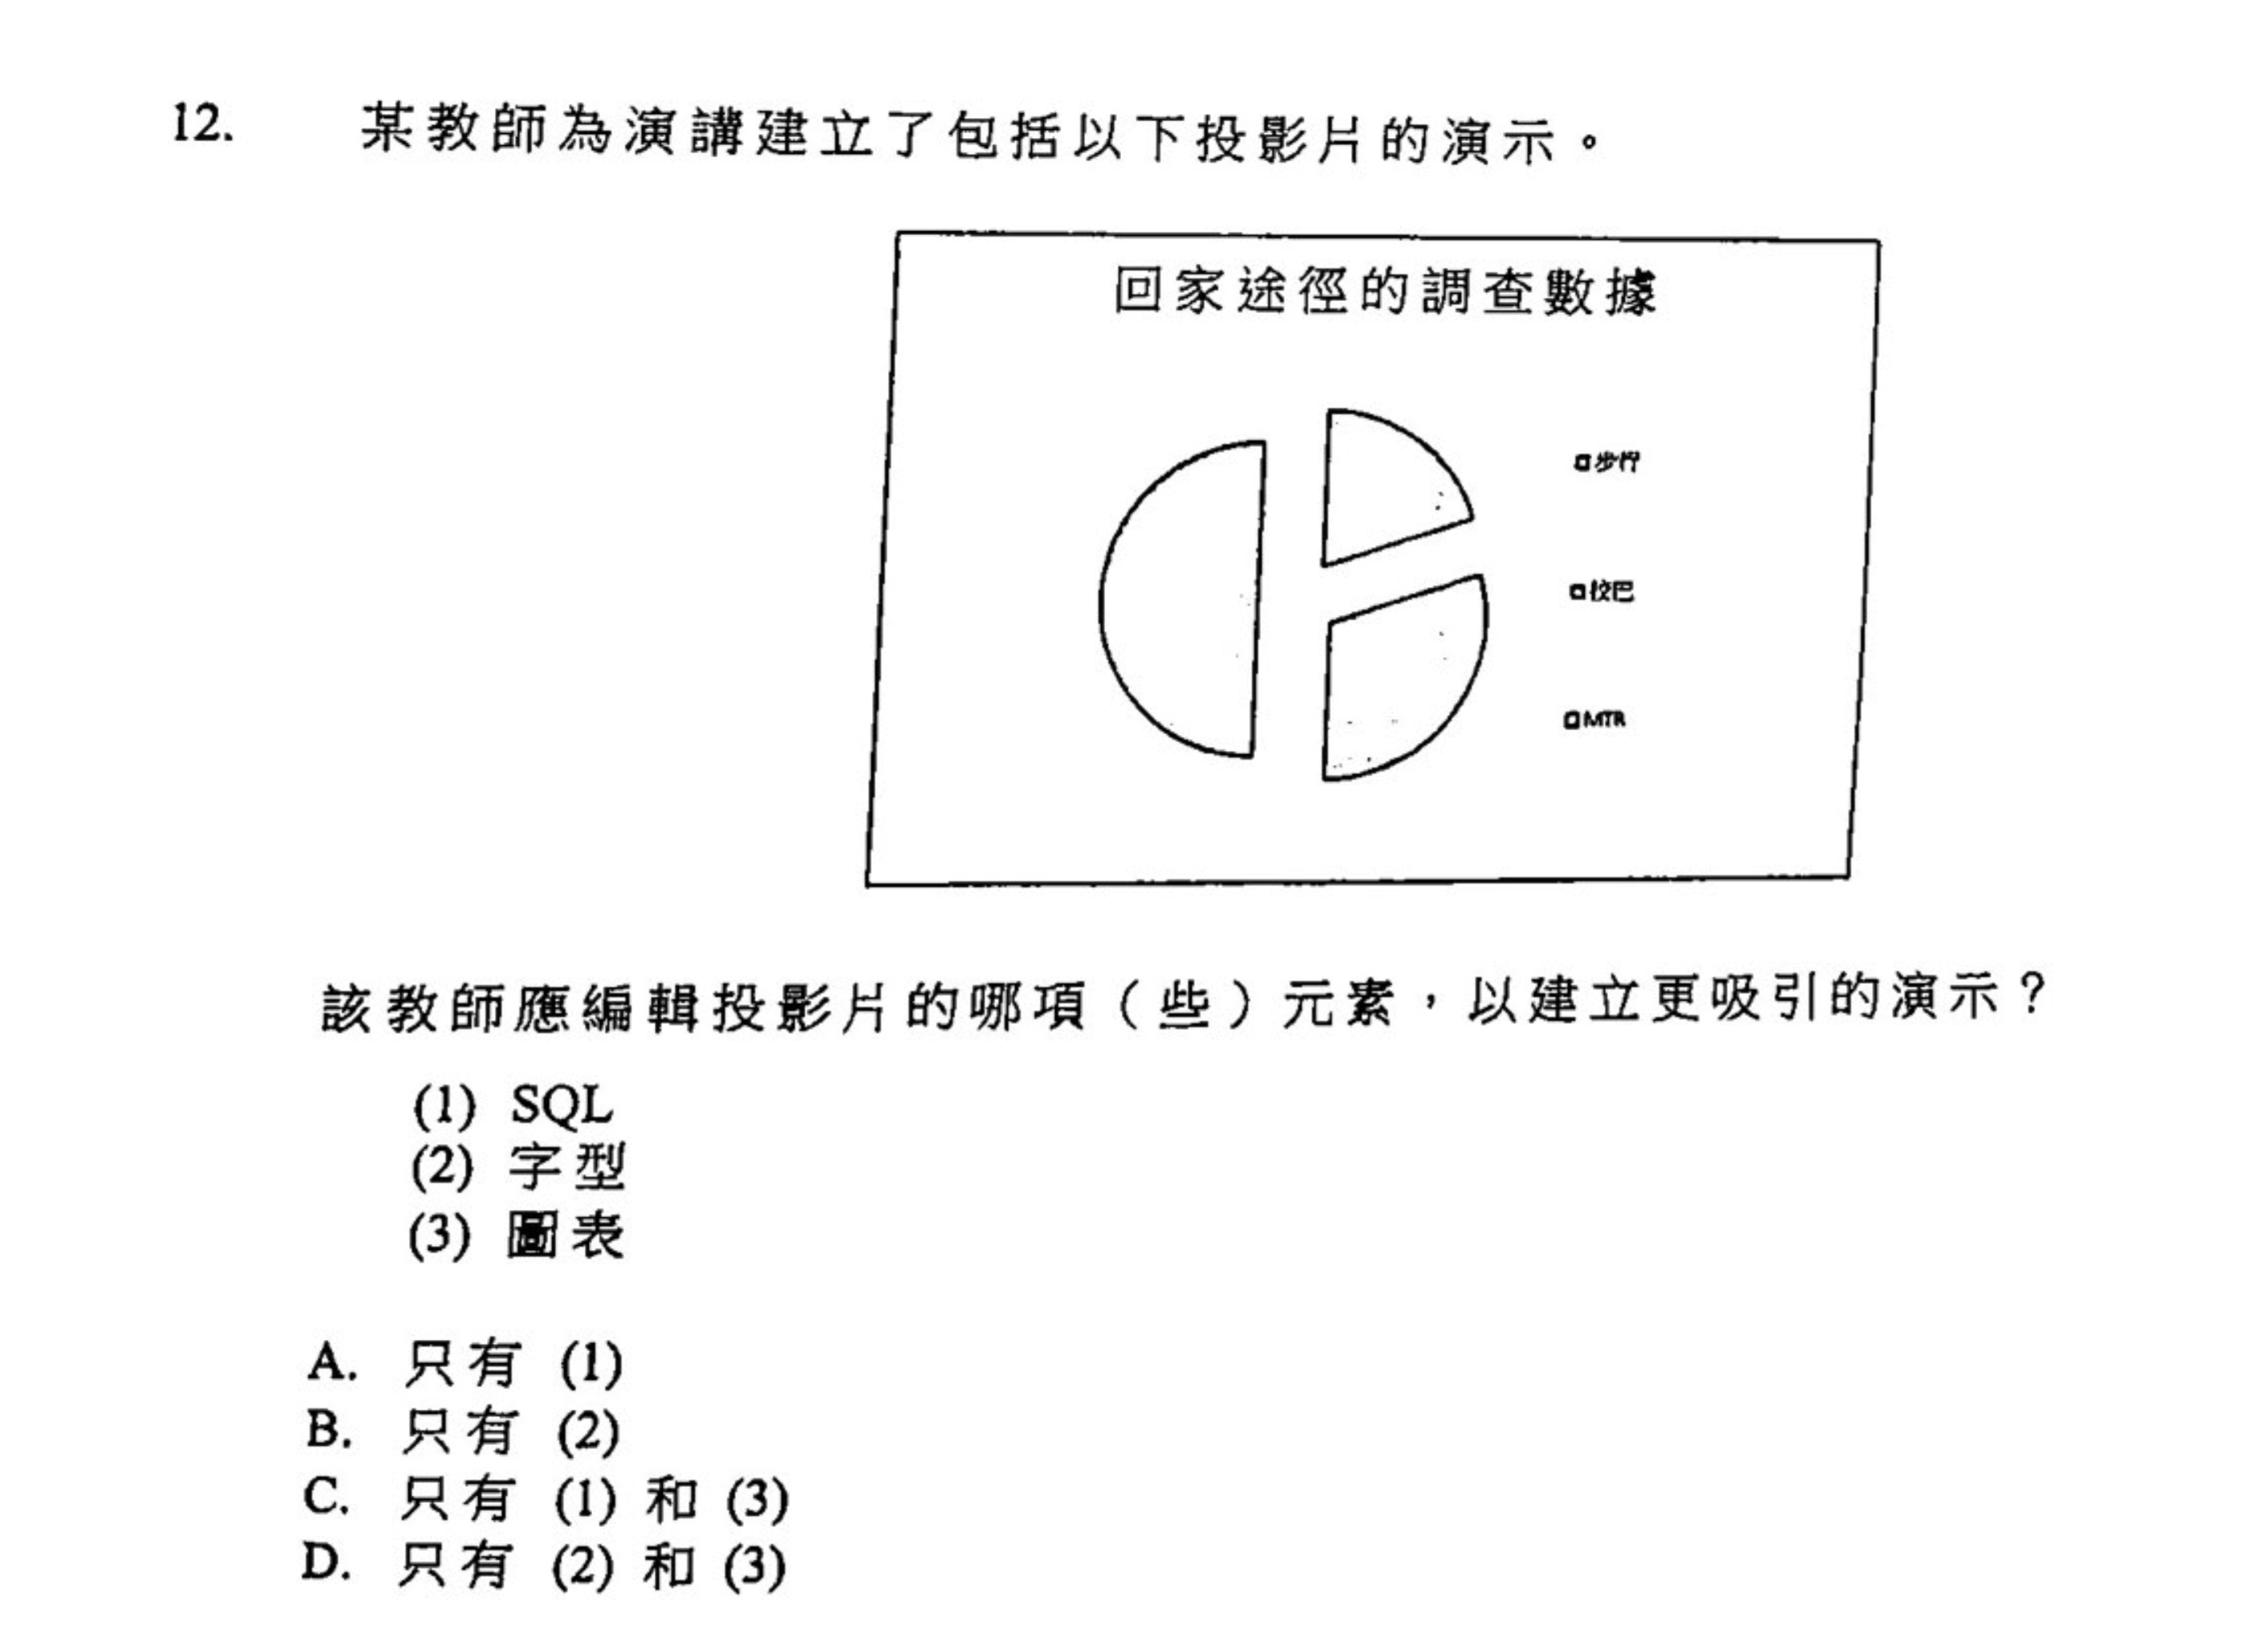 12. 某教師為演講建立了包括以下投影片的演示。
回家途徑的調查數據
步行
校巴
MTR
該教師應編輯投影片的哪項（些）元素，以建立更吸引的演示？
(1) SQL
(2) 字型
(3) 圖表
A. 只有 (1)
B. 只有 (2)
C. 只有 (1) 和 (3)
D. 只有 (2) 和 (3)